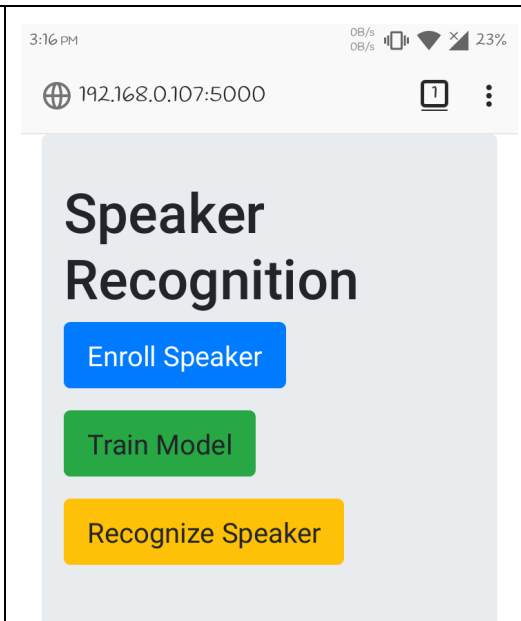 3:16 PM
0B/s
0B/s
23%
192.168.0.107:5000
1
Speaker
Recognition
Enroll Speaker
Train Model
Recognize Speaker